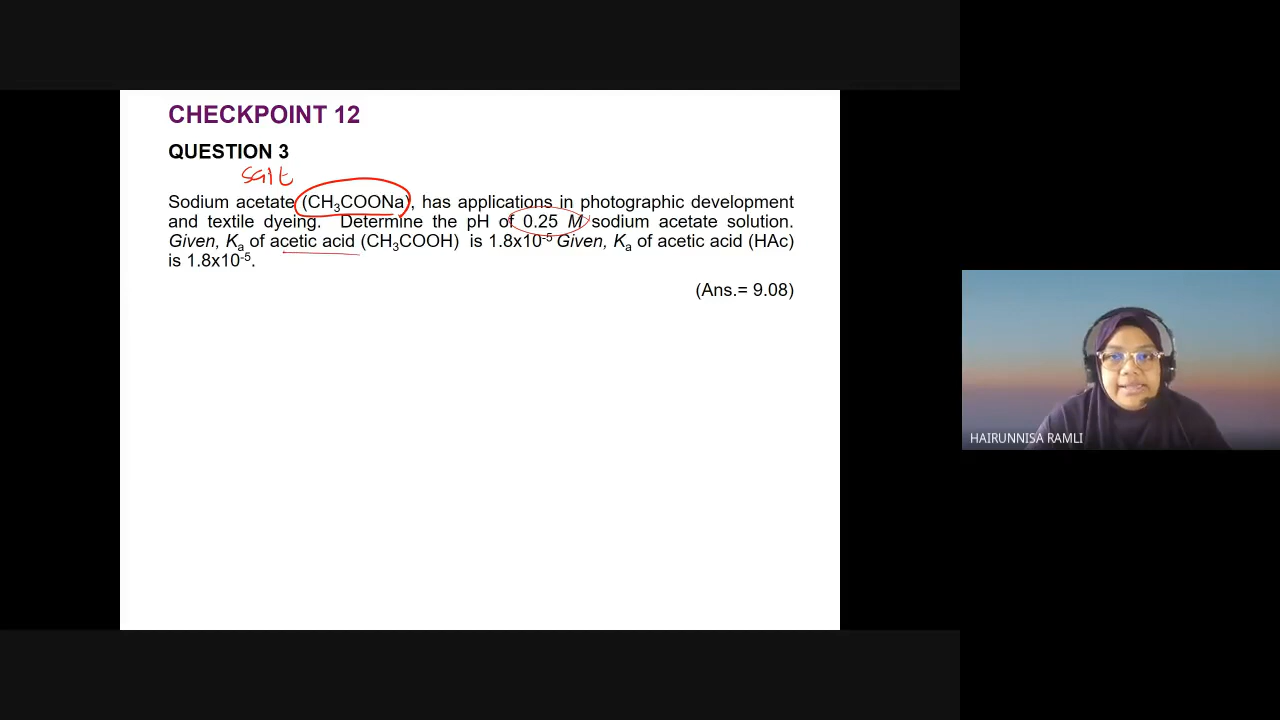 CHECKPOINT 12
QUESTION 3
Salt
Sodium acetate (CH₃COONa), has applications in photographic development
and textile dyeing. Determine the pH of 0.25 M sodium acetate solution.
Given, Kₐ of acetic acid (CH₃COOH) is 1.8x10⁻⁵ Given, Kₐ of acetic acid (HAc)
is 1.8x10⁻⁵.
(Ans.= 9.08)
HAIRUNNISA RAMLI